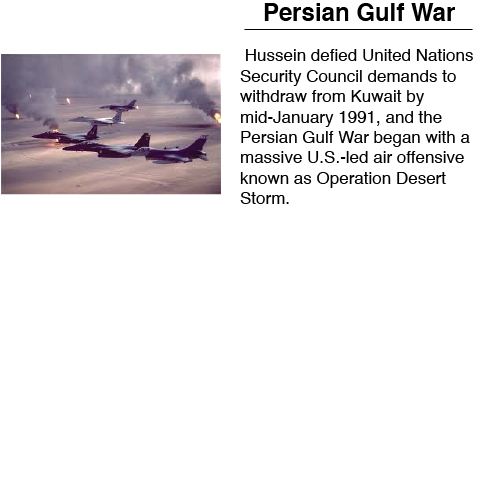 Persian Gulf War
Hussein defied United Nations
Security Council demands to
withdraw from Kuwait by
mid-January 1991, and the
Persian Gulf War began with a
massive U.S.-led air offensive
known as Operation Desert
Storm.